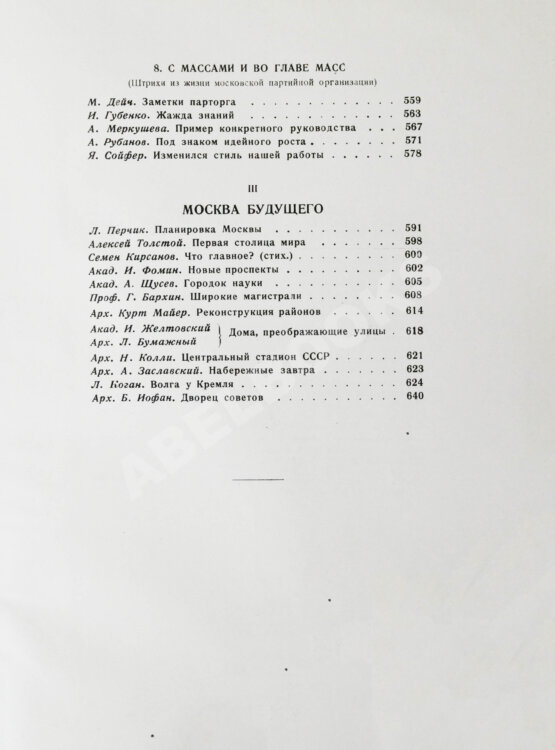 8. С МАССАМИ И ВО ГЛАВЕ МАСС
(Штрихи из жизни московской партийной организации)
М. Дейч. Заметки парторга . . . . . . . . . . . . 559
И. Губенко. Жажда знаний . . . . . . . . . . . . 563
А. Меркушева. Пример конкретного руководства . . . 567
А. Рубанов. Под знаком идейного роста . . . . . . . 571
Я. Сойфер. Изменился стиль нашей работы . . . . . . 578
III
МОСКВА БУДУЩЕГО
Л. Перчик. Планировка Москвы . . . . . . . . . . 591
Алексей Толстой. Первая столица мира . . . . . . . 598
Семен Кирсанов. Что главное? (стих.) . . . . . . . . 600
Акад. И. Фомин. Новые проспекты . . . . . . . . . 602
Акад. А. Щусев. Городок науки . . . . . . . . . . 605
Проф. Г. Бархин. Широкие магистрали . . . . . . . 608
Арх. Курт Майер. Реконструкция районов . . . . . . 614
Акад. И. Желтовский
Арх. Л. Бумажный } Дома, преображающие улицы . 618
Арх. Н. Колли. Центральный стадион СССР . . . . . 621
Арх. А. Заславский. Набережные завтра . . . . . . . 623
Л. Коган. Волга у Кремля . . . . . . . . . . . . 624
Арх. Б. Иофан. Дворец советов . . . . . . . . . . 640